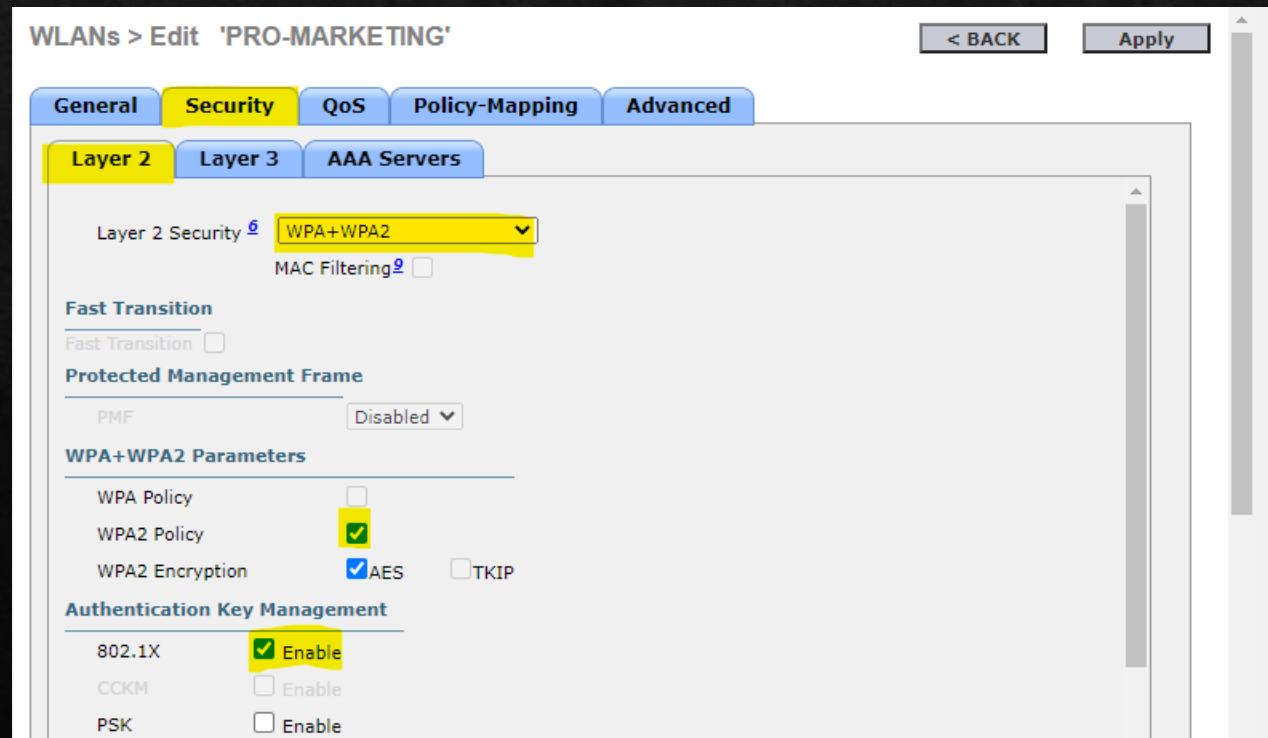 WLANs > Edit 'PRO-MARKETING'
< BACK
Apply
General Security QoS Policy-Mapping Advanced
Layer 2 Layer 3 AAA Servers
Layer 2 Security 6 WPA+WPA2
MAC Filtering 9
Fast Transition
Fast Transition
Protected Management Frame
PMF Disabled
WPA+WPA2 Parameters
WPA Policy
WPA2 Policy
WPA2 Encryption AES TKIP
Authentication Key Management
802.1X Enable
CCKM Enable
PSK Enable